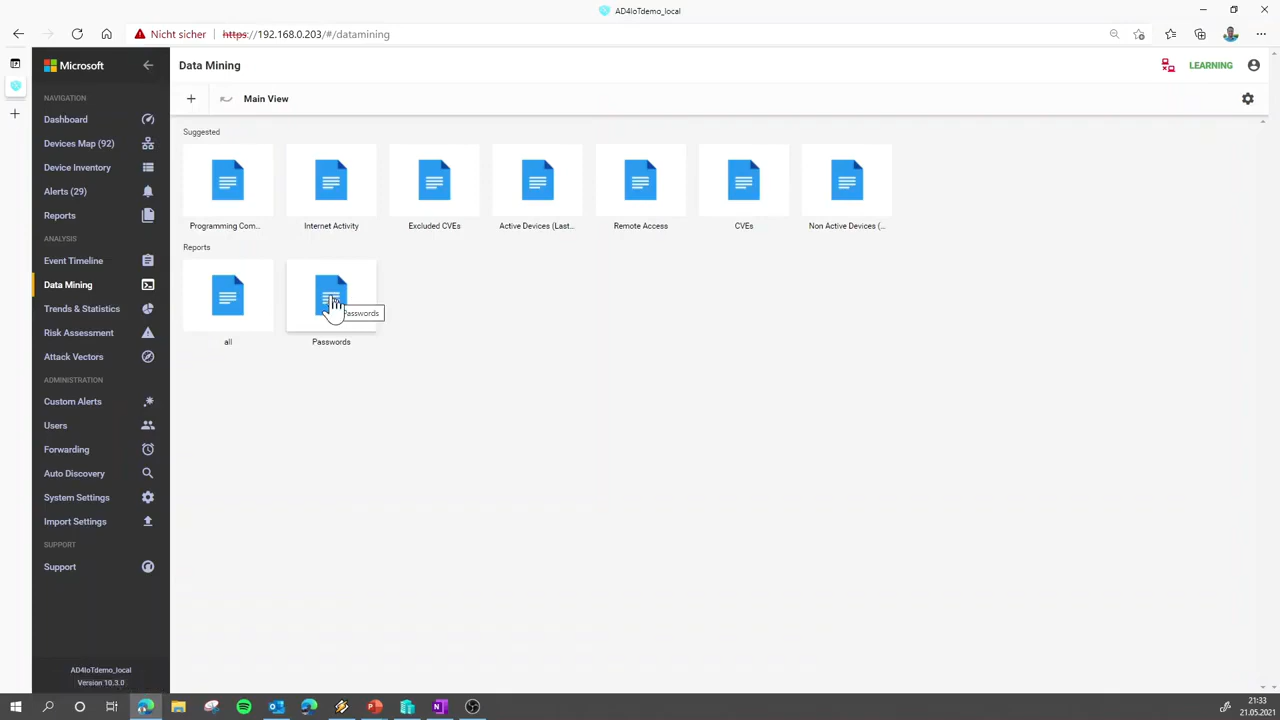 AD4IoTdemo_local
Nicht sicher
https://192.168.0.203/#/datamining
Microsoft
Data Mining
LEARNING
NAVIGATION
Main View
Dashboard
Devices Map (92)
Device Inventory
Alerts (29)
Reports
ANALYSIS
Event Timeline
Data Mining
Trends & Statistics
Risk Assessment
Attack Vectors
ADMINISTRATION
Custom Alerts
Users
Forwarding
Auto Discovery
System Settings
Import Settings
SUPPORT
Support
AD4IoTdemo_local
Version 10.3.0
Suggested
Programming Com...
Internet Activity
Excluded CVEs
Active Devices (Last...
Remote Access
CVEs
Non Active Devices (...
Reports
Passwords
all
Passwords
21:33
21.05.2021